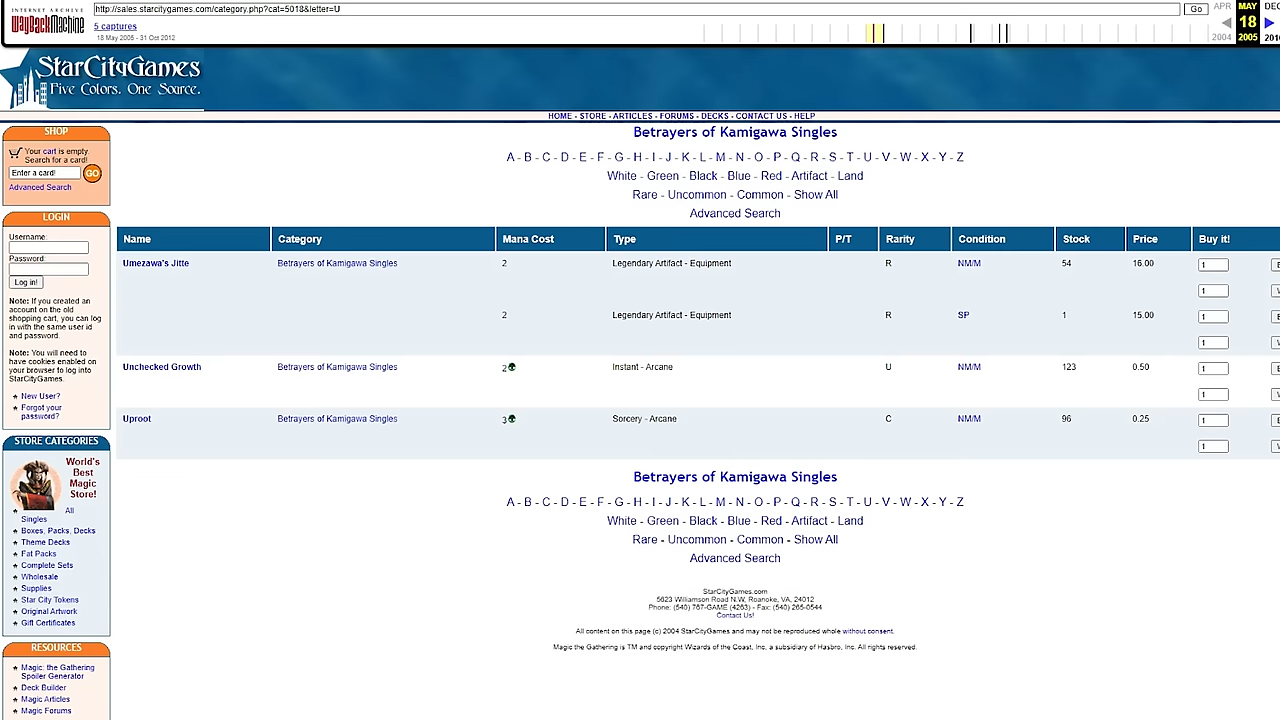 INTERNET ARCHIVE
WayBackMachine
http://sales.starcitygames.com/category.php?cat=5018&letter=U
Go
APR MAY DEC
5 captures
18
18 May 2005 - 31 Oct 2012
2004 2005
StarCityGames
Five Colors. One Source.
HOME - STORE - ARTICLES - FORUMS - DECKS - CONTACT US - HELP
SHOP
Your cart is empty.
Search for a card!
Enter a card! GO
Advanced Search
LOGIN
Username:
Password:
Log in!
Note: If you created an
account on the old
shopping cart, you can log
in with the same user id
and password.
Note: You will need to
have cookies enabled on
your browser to log into
StarCityGames.
New User?
Forgot your
password?
STORE CATEGORIES
World's
Best
Magic
Store!
All
Singles
Boxes, Packs, Decks
Theme Decks
Fat Packs
Complete Sets
Wholesale
Supplies
Star City Tokens
Original Artwork
Gift Certificates
RESOURCES
Magic: the Gathering
Spoiler Generator
Deck Builder
Magic Articles
Magic Forums
Betrayers of Kamigawa Singles
A - B - C - D - E - F - G - H - I - J - K - L - M - N - O - P - Q - R - S - T - U - V - W - X - Y - Z
White - Green - Black - Blue - Red - Artifact - Land
Rare - Uncommon - Common - Show All
Advanced Search
Name Category Mana Cost Type P/T Rarity Condition Stock Price Buy it!
Umezawa's Jitte Betrayers of Kamigawa Singles 2 Legendary Artifact - Equipment R NM/M 54 16.00 1
1
2 Legendary Artifact - Equipment R SP 1 15.00 1
1
Unchecked Growth Betrayers of Kamigawa Singles 2 Instant - Arcane U NM/M 123 0.50 1
1
Uproot Betrayers of Kamigawa Singles 3 Sorcery - Arcane C NM/M 96 0.25 1
1
Betrayers of Kamigawa Singles
A - B - C - D - E - F - G - H - I - J - K - L - M - N - O - P - Q - R - S - T - U - V - W - X - Y - Z
White - Green - Black - Blue - Red - Artifact - Land
Rare - Uncommon - Common - Show All
Advanced Search
StarCityGames.com
5623 Williamson Road N.W, Roanoke, VA, 24012
Phone: (540) 767-GAME (4263) - Fax: (540) 265-0544
Contact Us!
All content on this page (c) 2004 StarCityGames and may not be reproduced whole without consent.
Magic the Gathering is TM and copyright Wizards of the Coast, Inc, a subsidiary of Hasbro, Inc. All rights reserved.